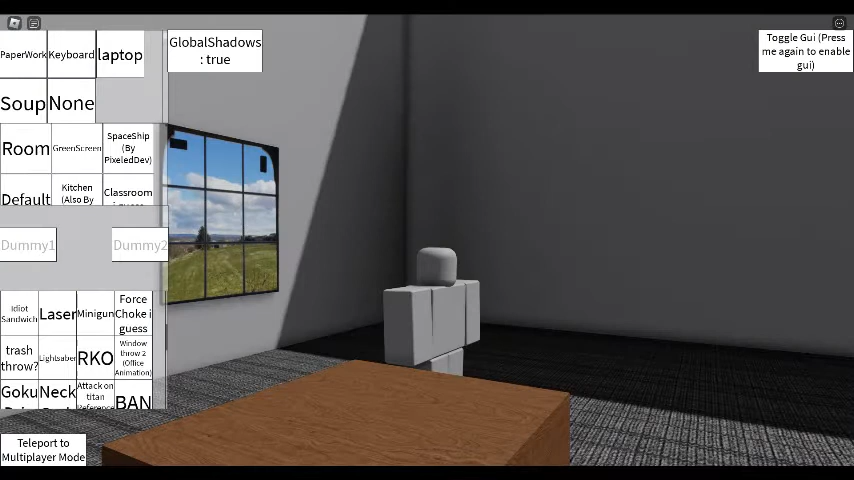 PaperWork
Keyboard
laptop
Soup
None
GlobalShadows
: true
Toggle Gui (Press
me again to enable
gui)
Room
GreenScreen
SpaceShip
(By
PixeledDev)
Default
Kitchen
(Also By
Classroom
i guess
Dummy1
Dummy2
Idiot
Sandwich
Laser
Minigun
Force
Choke i
guess
trash
throw?
Lightsaber
RKO
Window
throw 2
(Office
Animation)
Goku
Neck
Attack on
titan
Reference
BAN
Teleport to
Multiplayer Mode